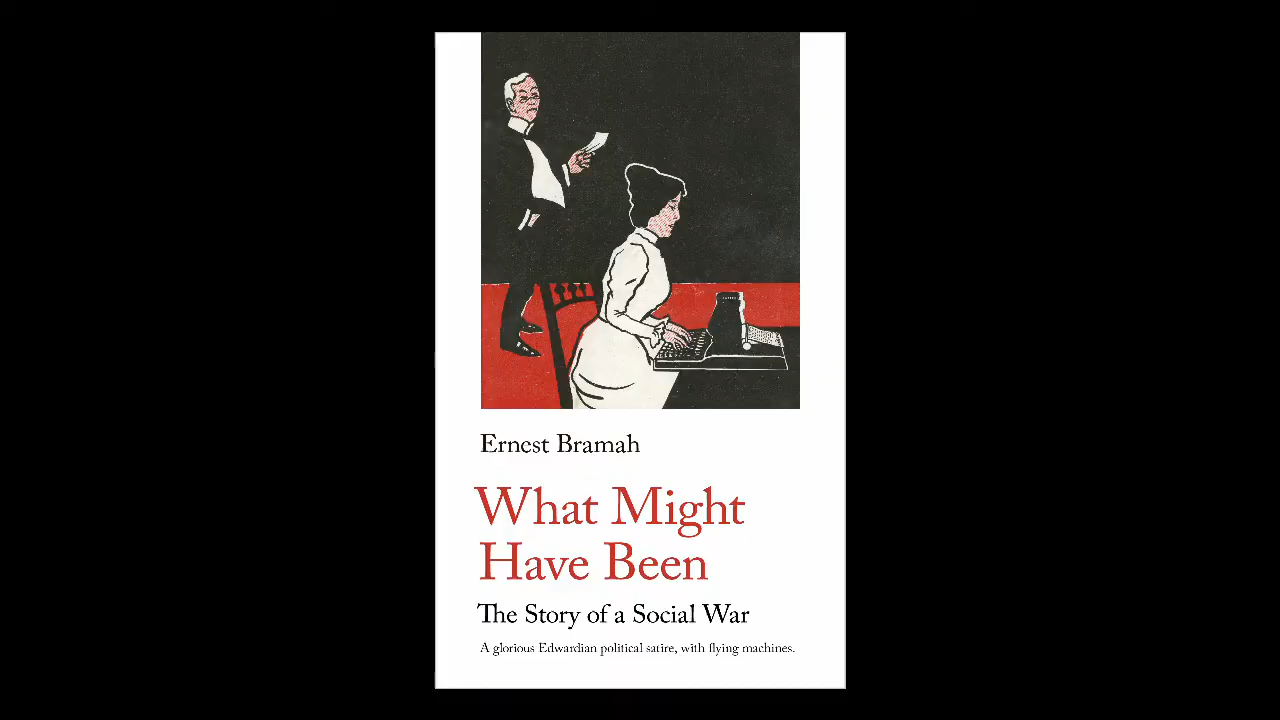 Ernest Bramah
What Might
Have Been
The Story of a Social War
A glorious Edwardian political satire, with flying machines.